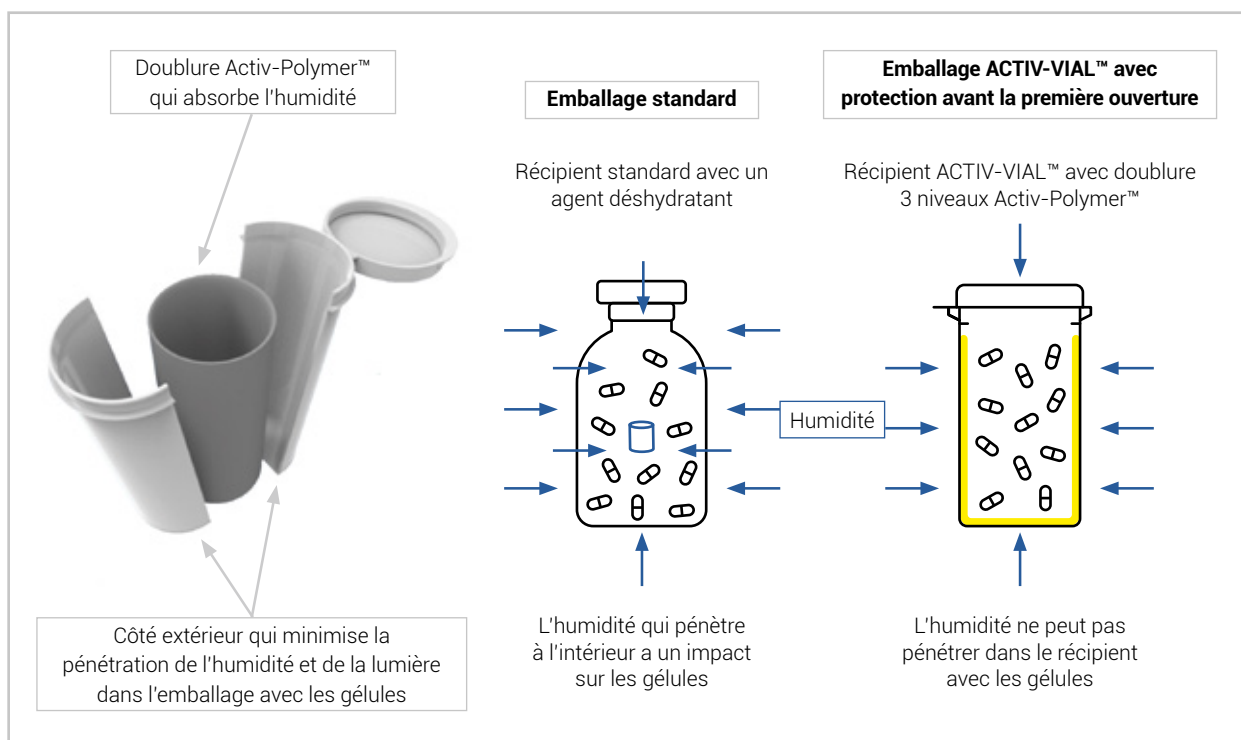 Doublure Activ-Polymer™
qui absorbe l'humidité
Côté extérieur qui minimise la
pénétration de l'humidité et de la lumière
dans l'emballage avec les gélules
Emballage standard
Récipient standard avec un
agent déshydratant
L'humidité qui pénètre
à l'intérieur a un impact
sur les gélules
Humidité
Emballage ACTIV-VIAL™ avec
protection avant la première ouverture
Récipient ACTIV-VIAL™ avec doublure
3 niveaux Activ-Polymer™
L'humidité ne peut pas
pénétrer dans le récipient
avec les gélules